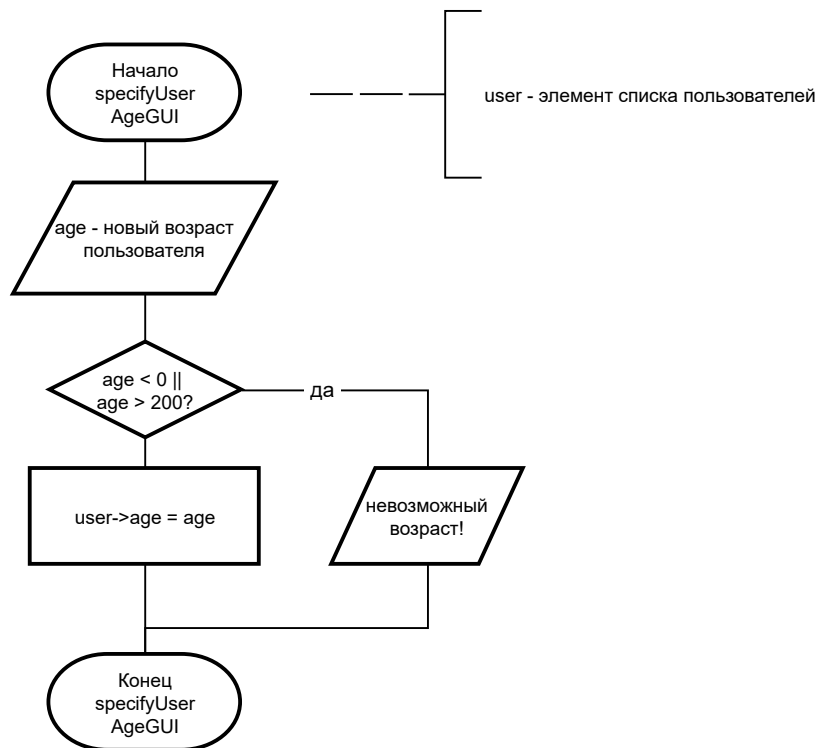 Начало
specifyUser
AgeGUI
user - элемент списка пользователей
age - новый возраст
пользователя
age < 0 ||
age > 200?
да
user->age = age
невозможный
возраст!
Конец
specifyUser
AgeGUI